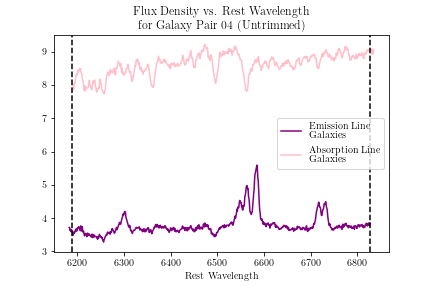 Flux Density vs. Rest Wavelength
for Galaxy Pair 04 (Untrimmed)
9
8
7
6
5
4
3
Emission Line
Galaxies
Absorption Line
Galaxies
6200 6300 6400 6500 6600 6700 6800
Rest Wavelength